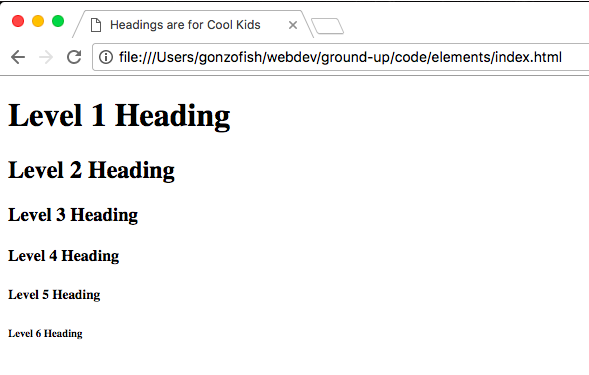 Headings are for Cool Kids
file:///Users/gonzofish/webdev/ground-up/code/elements/index.html
Level 1 Heading
Level 2 Heading
Level 3 Heading
Level 4 Heading
Level 5 Heading
Level 6 Heading